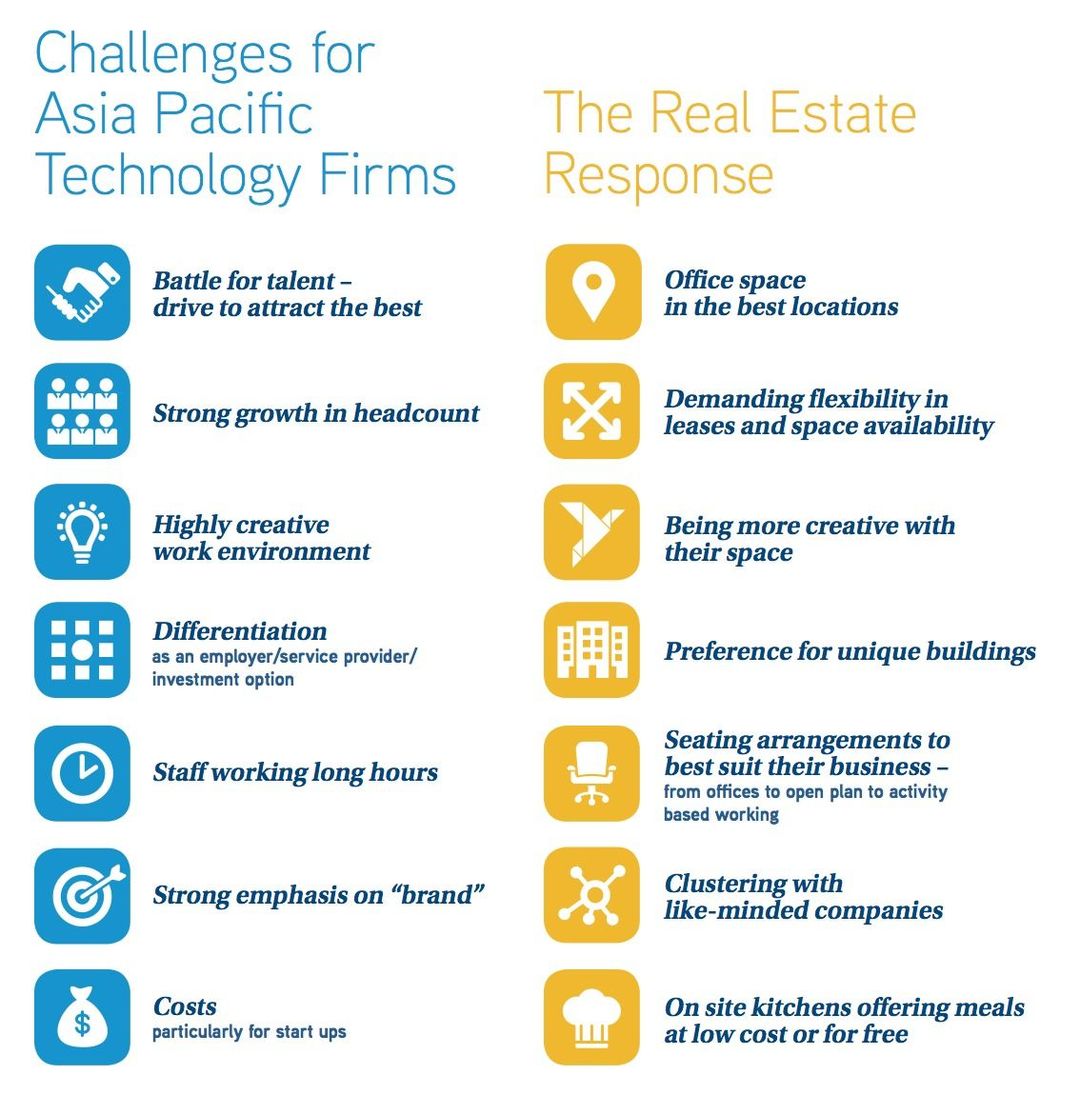 Challenges for
Asia Pacific
Technology Firms
The Real Estate
Response
Battle for talent –
drive to attract the best
Office space
in the best locations
Strong growth in headcount
Demanding flexibility in
leases and space availability
Highly creative
work environment
Being more creative with
their space
Differentiation
as an employer/service provider/
investment option
Preference for unique buildings
Staff working long hours
Seating arrangements to
best suit their business –
from offices to open plan to activity
based working
Strong emphasis on “brand”
Clustering with
like-minded companies
$
Costs
particularly for start ups
On site kitchens offering meals
at low cost or for free